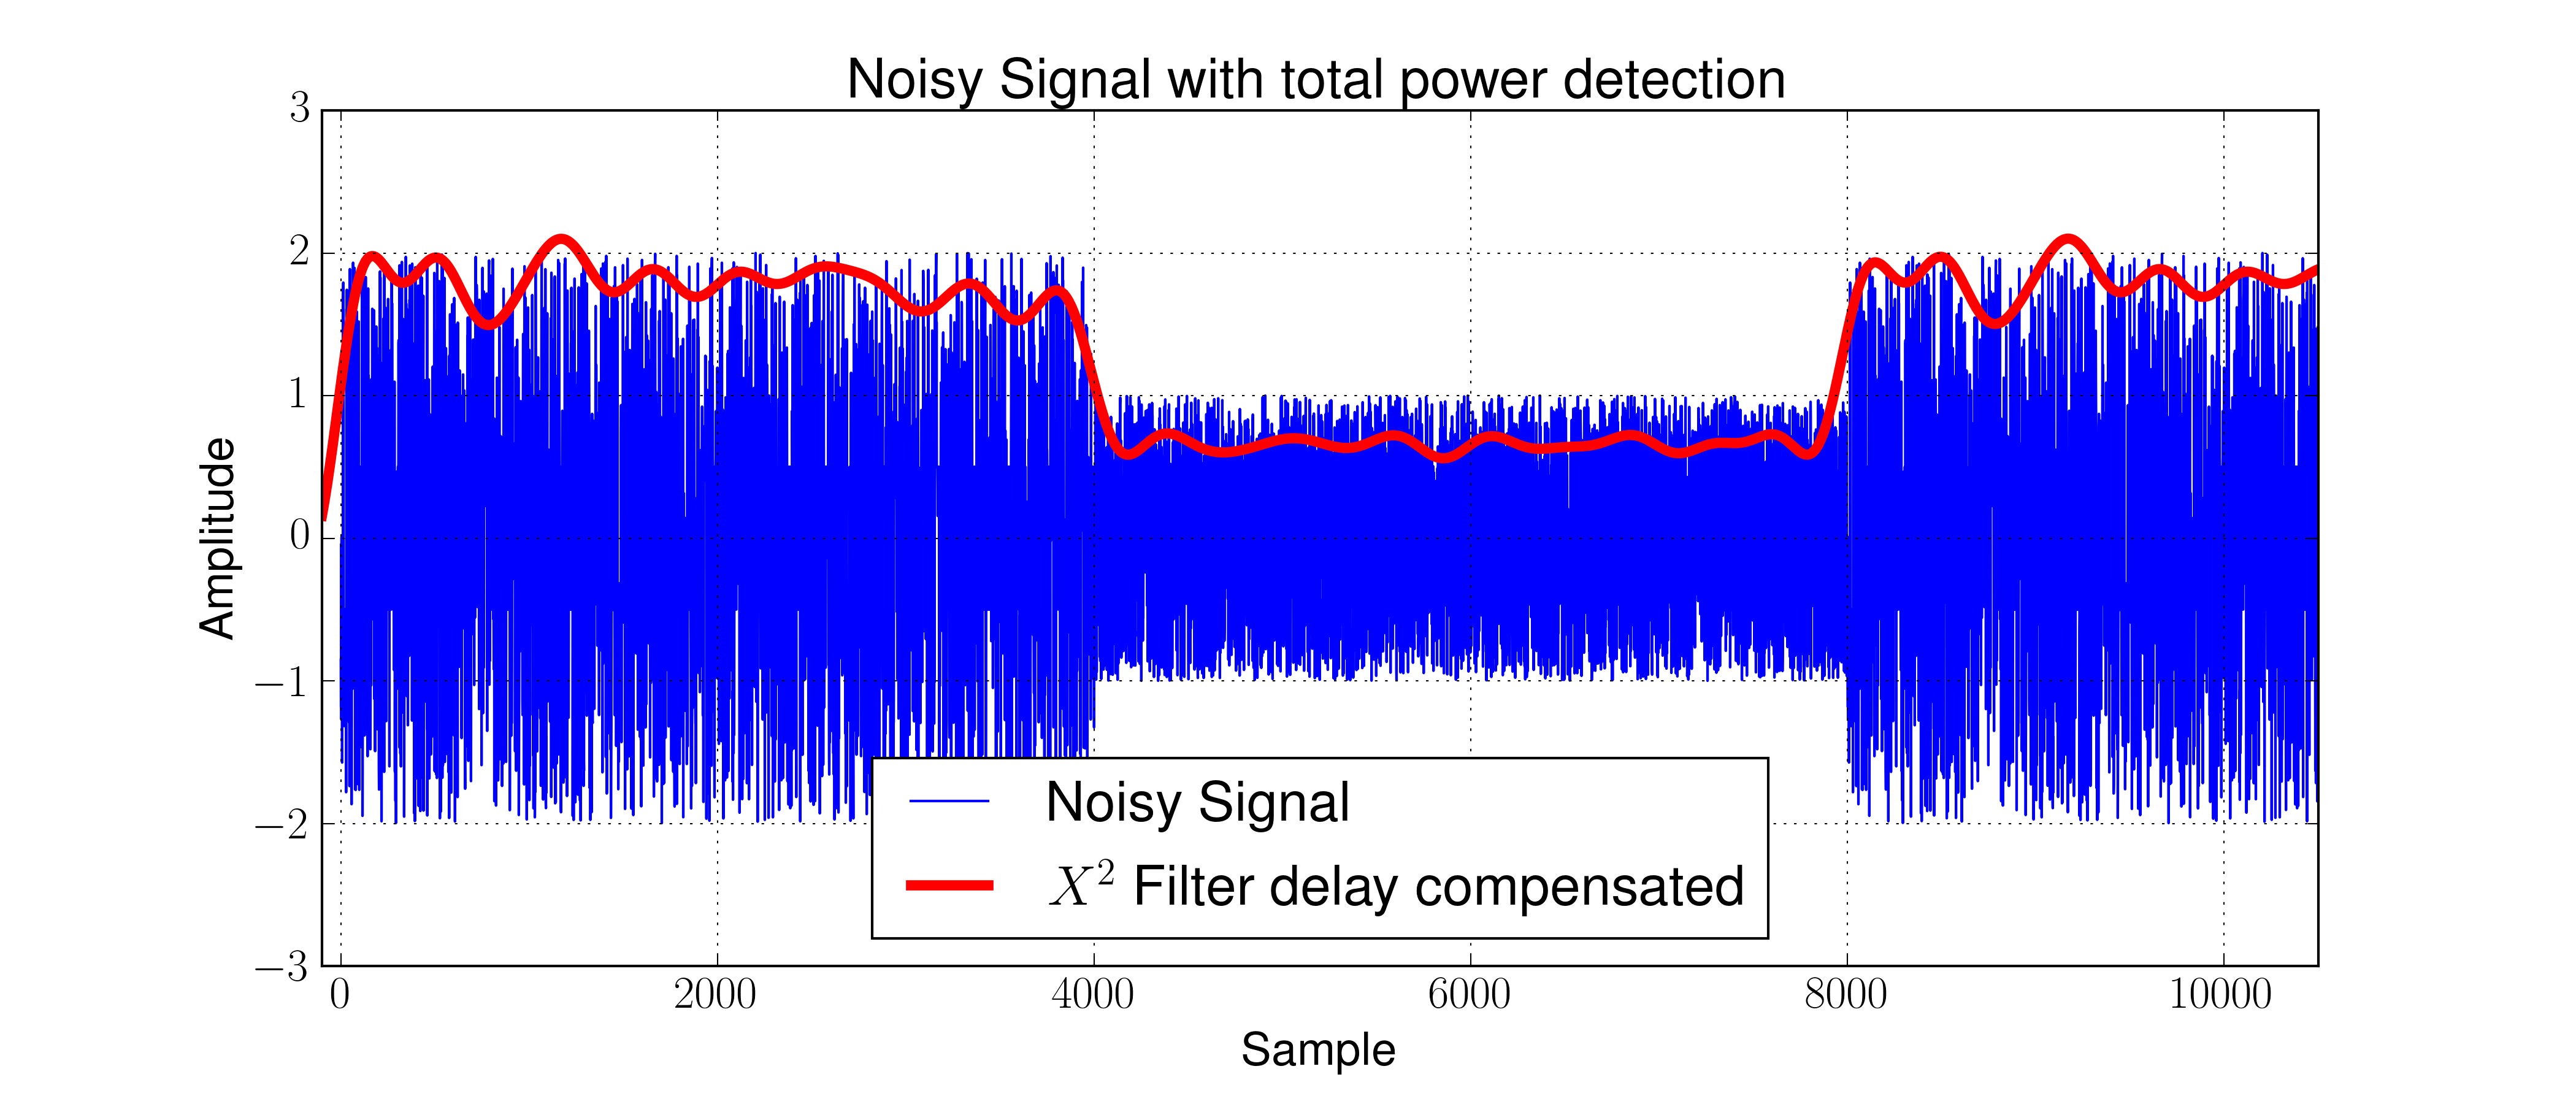 Noisy Signal with total power detection
3
2
1
0
−1
−2
−3
Amplitude
Noisy Signal
X² Filter delay compensated
0 2000 4000 6000 8000 10000
Sample